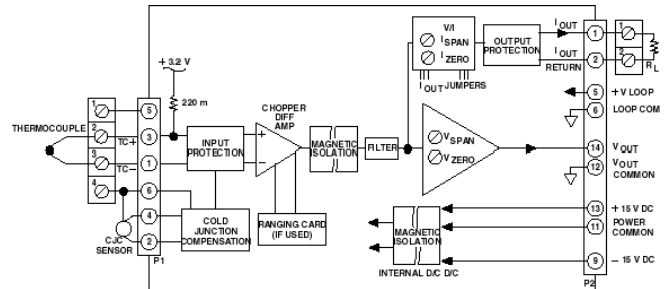 + 3.2 V
220 m
THERMOCOUPLE
1
2
3
4
TC+
TC−
5
3
1
6
4
2
CJC
SENSOR
P1
INPUT
PROTECTION
COLD
JUNCTION
COMPENSATION
CHOPPER
DIFF
AMP
+
−
RANGING CARD
(IF USED)
MAGNETIC
ISOLATION
FILTER
V/I
I SPAN
I ZERO
I OUT JUMPERS
OUTPUT
PROTECTION
I OUT
I OUT
RETURN
V SPAN
V ZERO
MAGNETIC
ISOLATION
INTERNAL D/C D/C
1
2
1
2
RL
5 + V LOOP
6 LOOP COM
14 V OUT
12 V OUT
COMMON
13 + 15 V DC
11 POWER
COMMON
9 − 15 V DC
P2